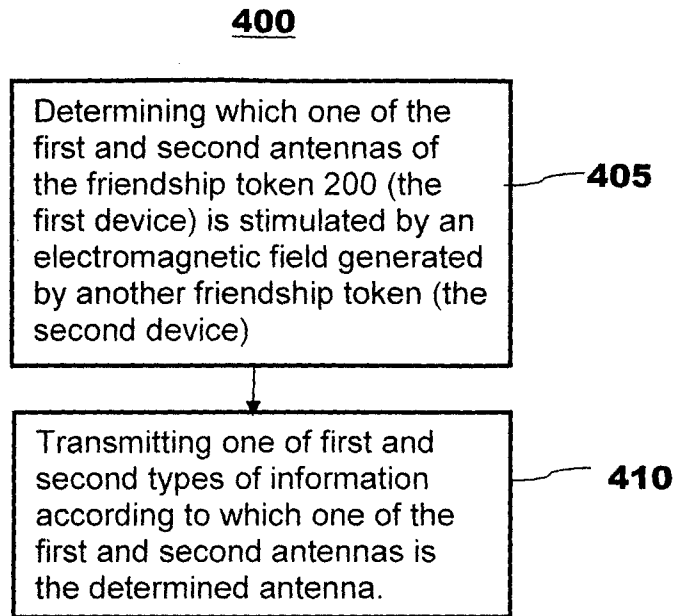 400
Determining which one of the
first and second antennas of
the friendship token 200 (the
first device) is stimulated by an
electromagnetic field generated
by another friendship token (the
second device)
405
Transmitting one of first and
second types of information
according to which one of the
first and second antennas is
the determined antenna.
410